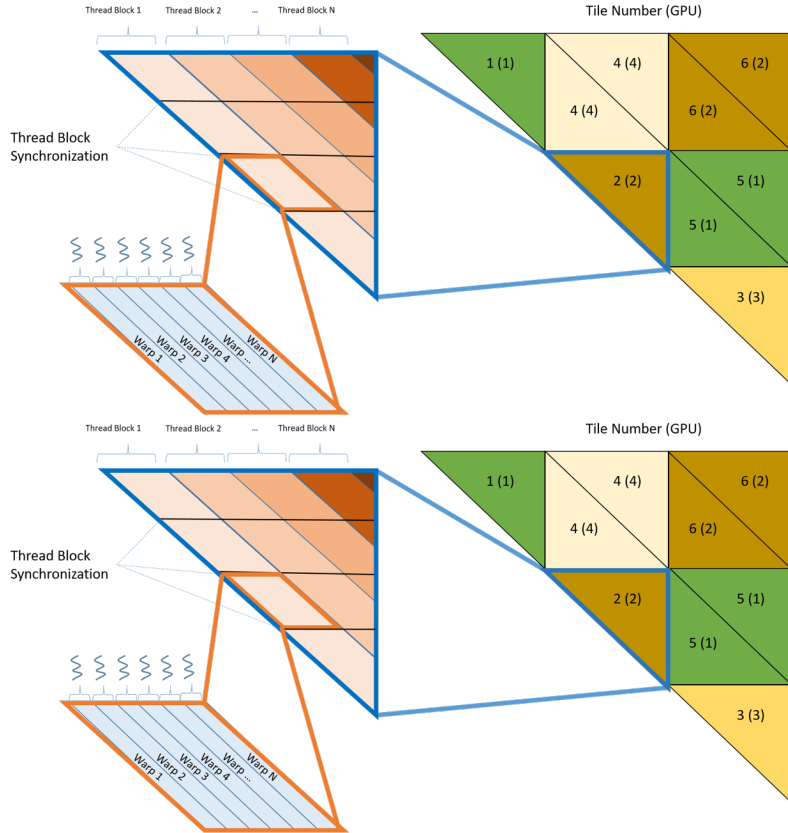 Thread Block 1 Thread Block 2 ... Thread Block N
Tile Number (GPU)
1 (1) 4 (4) 6 (2)
4 (4) 6 (2)
Thread Block
Synchronization
2 (2) 5 (1)
5 (1)
3 (3)
Warp 1
Warp 2
Warp 3
Warp 4
Warp ...
Warp N
Thread Block 1 Thread Block 2 ... Thread Block N
Tile Number (GPU)
1 (1) 4 (4) 6 (2)
4 (4) 6 (2)
Thread Block
Synchronization
2 (2) 5 (1)
5 (1)
3 (3)
Warp 1
Warp 2
Warp 3
Warp 4
Warp ...
Warp N